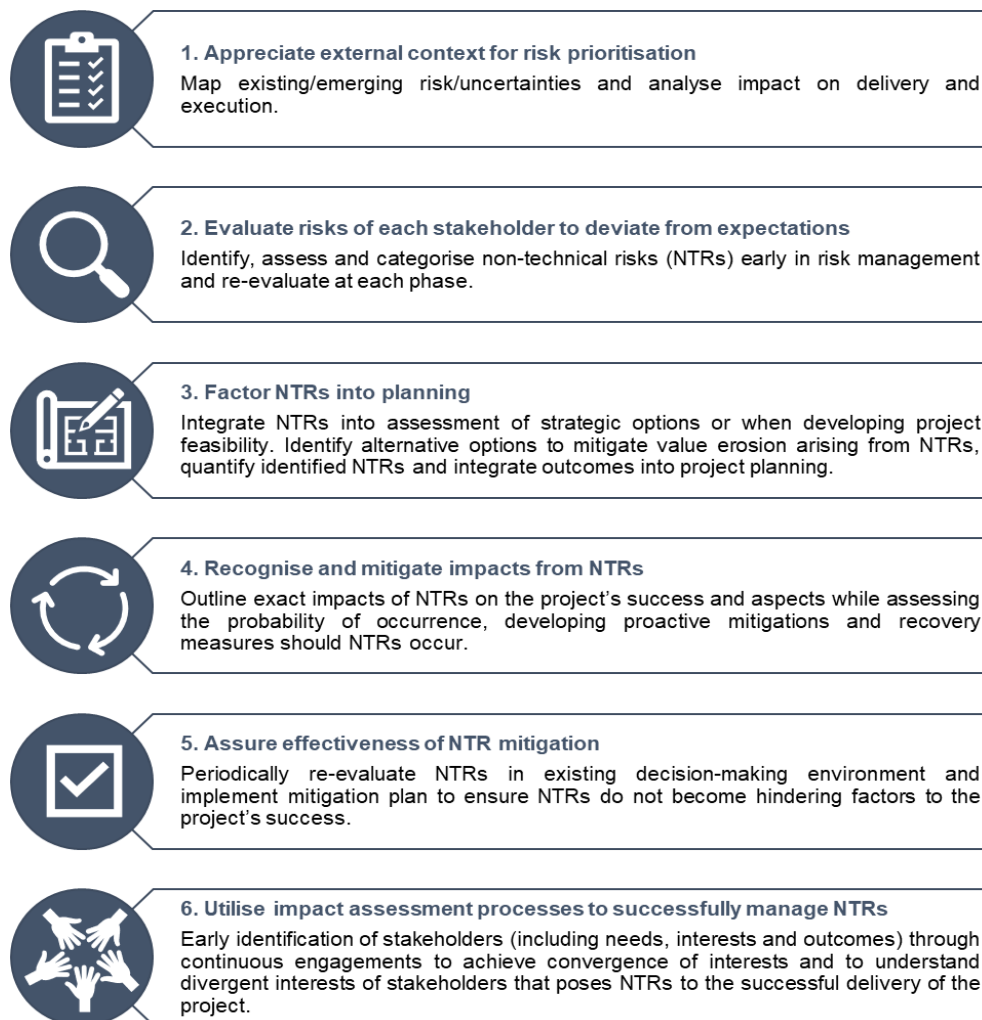 1. Appreciate external context for risk prioritisation
Map existing/emerging risk/uncertainties and analyse impact on delivery and
execution.
2. Evaluate risks of each stakeholder to deviate from expectations
Identify, assess and categorise non-technical risks (NTRs) early in risk management
and re-evaluate at each phase.
3. Factor NTRs into planning
Integrate NTRs into assessment of strategic options or when developing project
feasibility. Identify alternative options to mitigate value erosion arising from NTRs,
quantify identified NTRs and integrate outcomes into project planning.
4. Recognise and mitigate impacts from NTRs
Outline exact impacts of NTRs on the project's success and aspects while assessing
the probability of occurrence, developing proactive mitigations and recovery
measures should NTRs occur.
5. Assure effectiveness of NTR mitigation
Periodically re-evaluate NTRs in existing decision-making environment and
implement mitigation plan to ensure NTRs do not become hindering factors to the
project's success.
6. Utilise impact assessment processes to successfully manage NTRs
Early identification of stakeholders (including needs, interests and outcomes) through
continuous engagements to achieve convergence of interests and to understand
divergent interests of stakeholders that poses NTRs to the successful delivery of the
project.